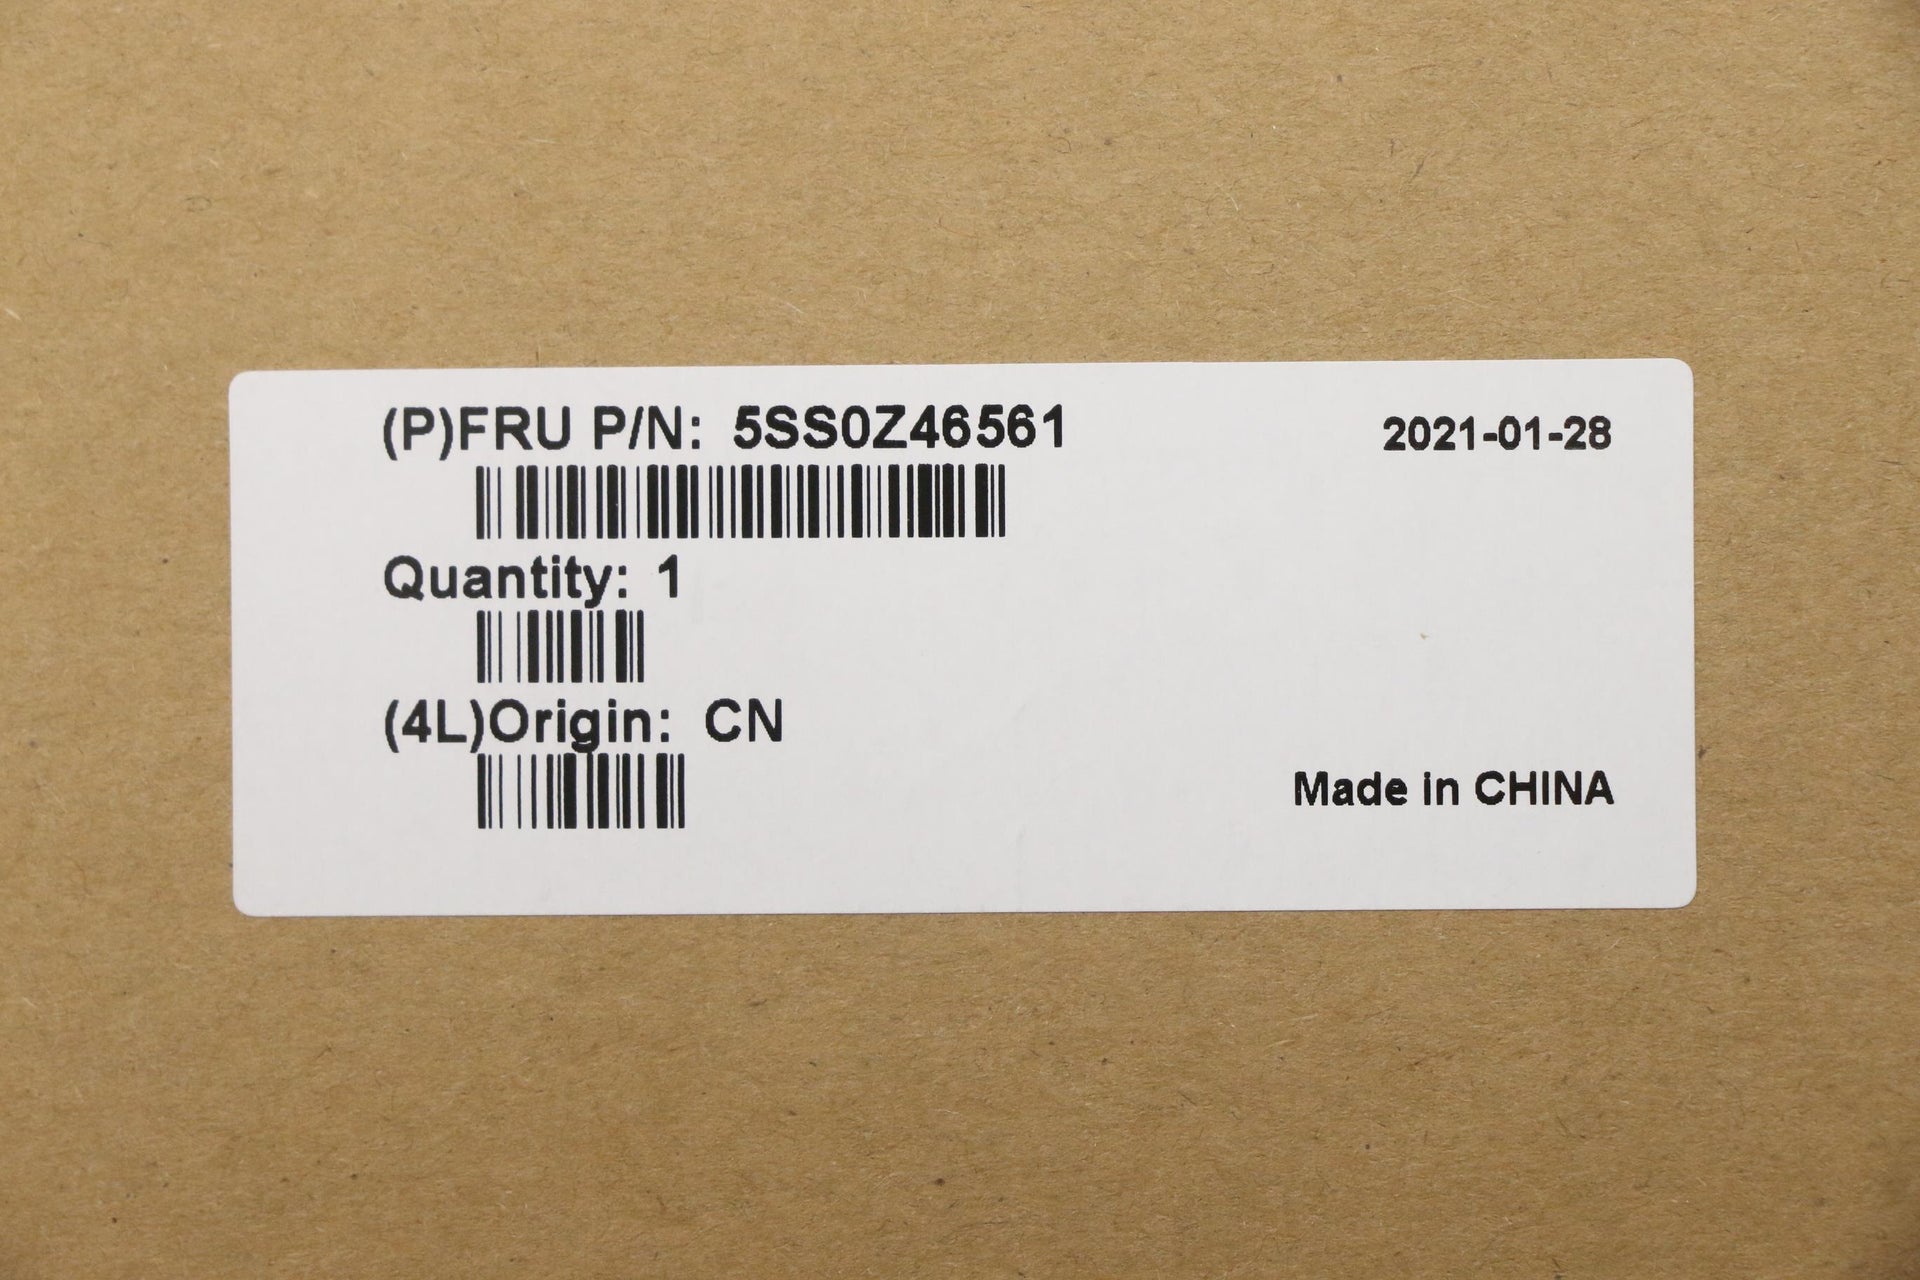 (P)FRU P/N: 5SS0Z46561
2021-01-28
Quantity: 1
(4L)Origin: CN
Made in CHINA